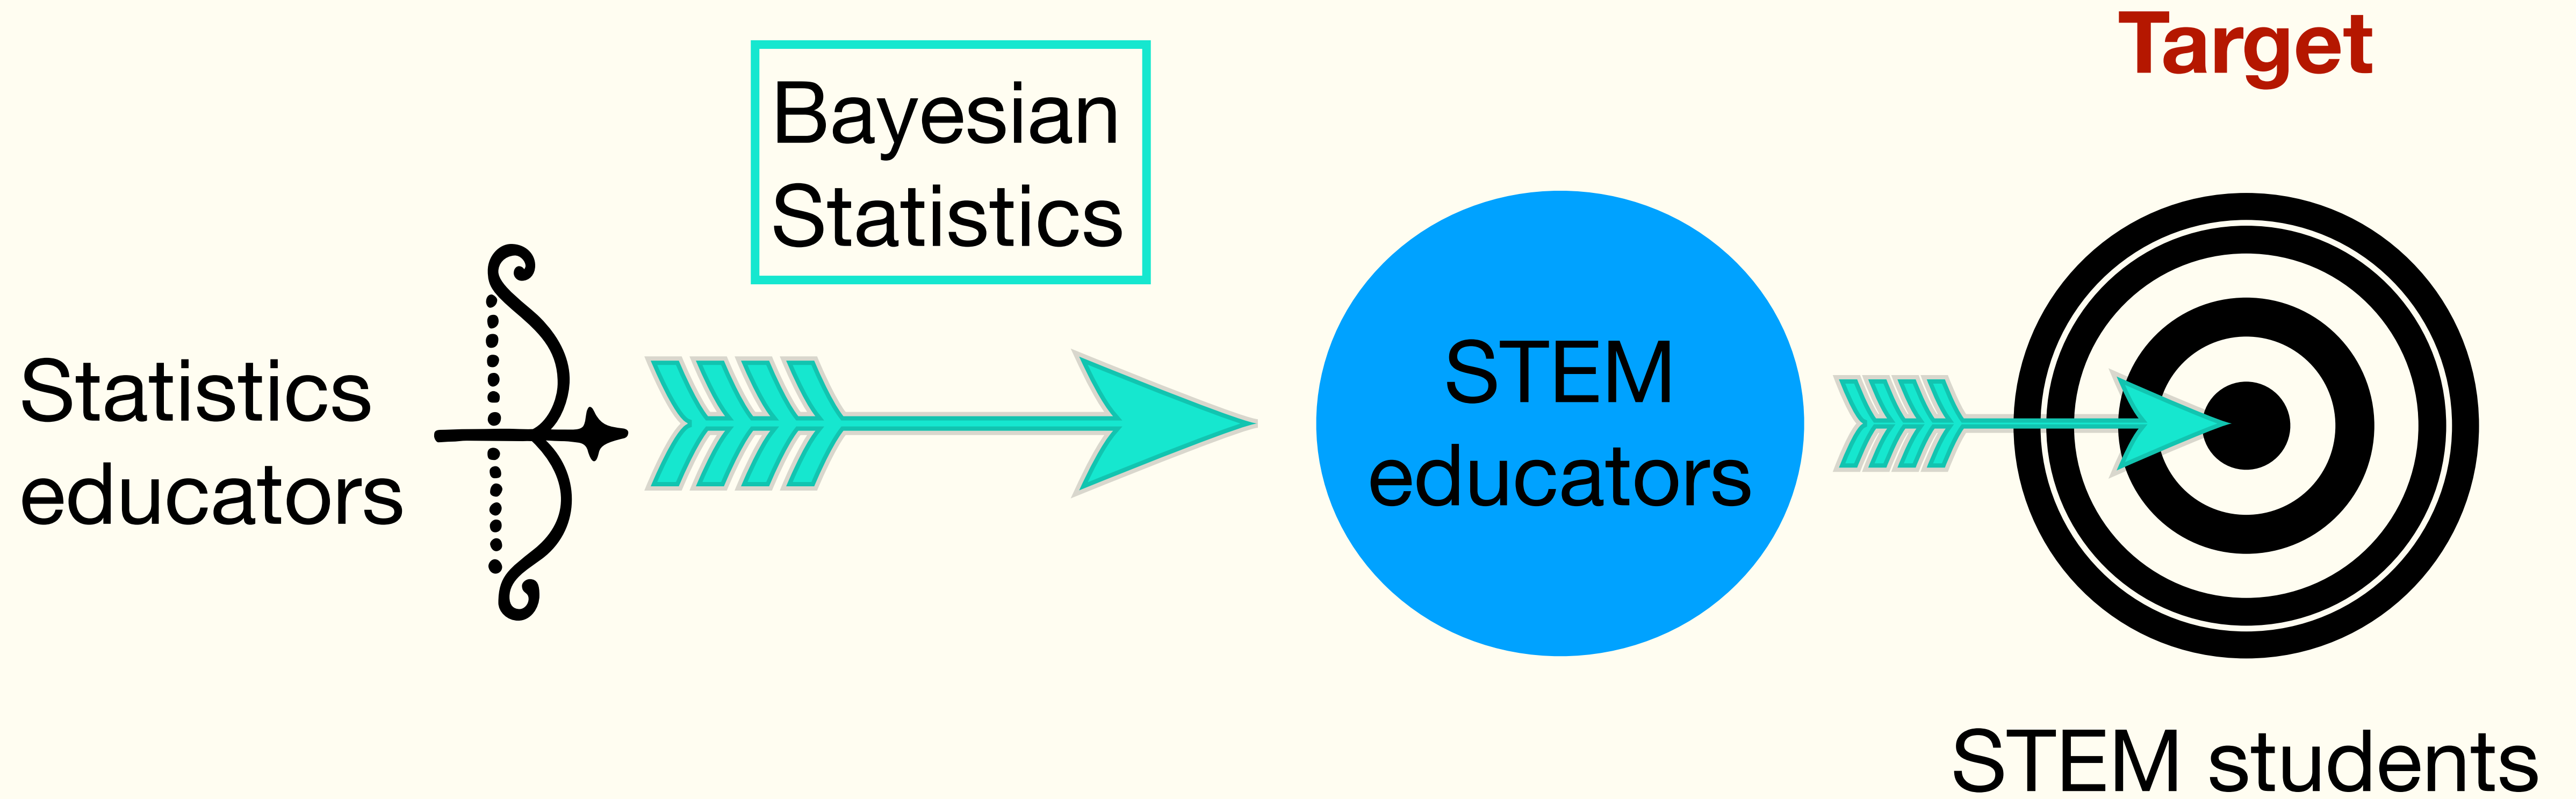 Statistics
educators
Bayesian
Statistics
STEM
educators
Target
STEM students